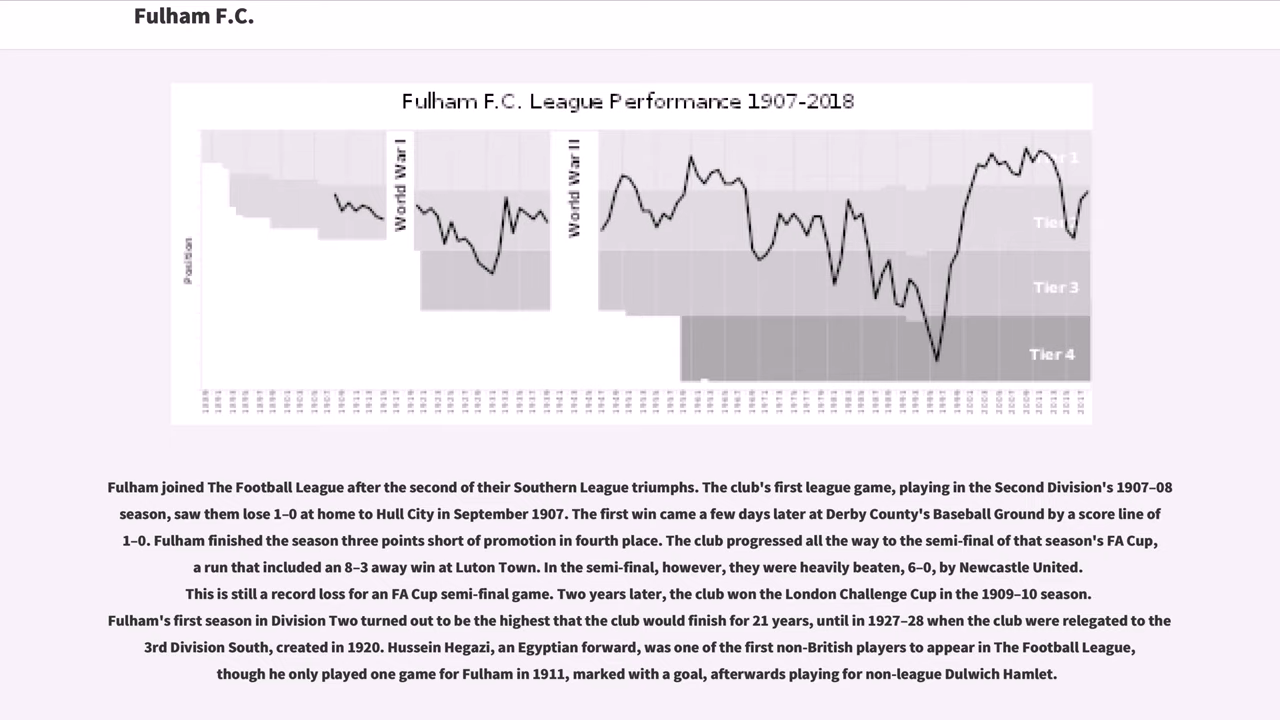 Fulham F.C.
Fulham F.C. League Performance 1907-2018
World War I
World War II
Position
Tier 1
Tier
Tier 3
Tier 4
Fulham joined The Football League after the second of their Southern League triumphs. The club's first league game, playing in the Second Division's 1907–08
season, saw them lose 1–0 at home to Hull City in September 1907. The first win came a few days later at Derby County's Baseball Ground by a score line of
1–0. Fulham finished the season three points short of promotion in fourth place. The club progressed all the way to the semi-final of that season's FA Cup,
a run that included an 8–3 away win at Luton Town. In the semi-final, however, they were heavily beaten, 6–0, by Newcastle United.
This is still a record loss for an FA Cup semi-final game. Two years later, the club won the London Challenge Cup in the 1909–10 season.
Fulham's first season in Division Two turned out to be the highest that the club would finish for 21 years, until in 1927–28 when the club were relegated to the
3rd Division South, created in 1920. Hussein Hegazi, an Egyptian forward, was one of the first non-British players to appear in The Football League,
though he only played one game for Fulham in 1911, marked with a goal, afterwards playing for non-league Dulwich Hamlet.